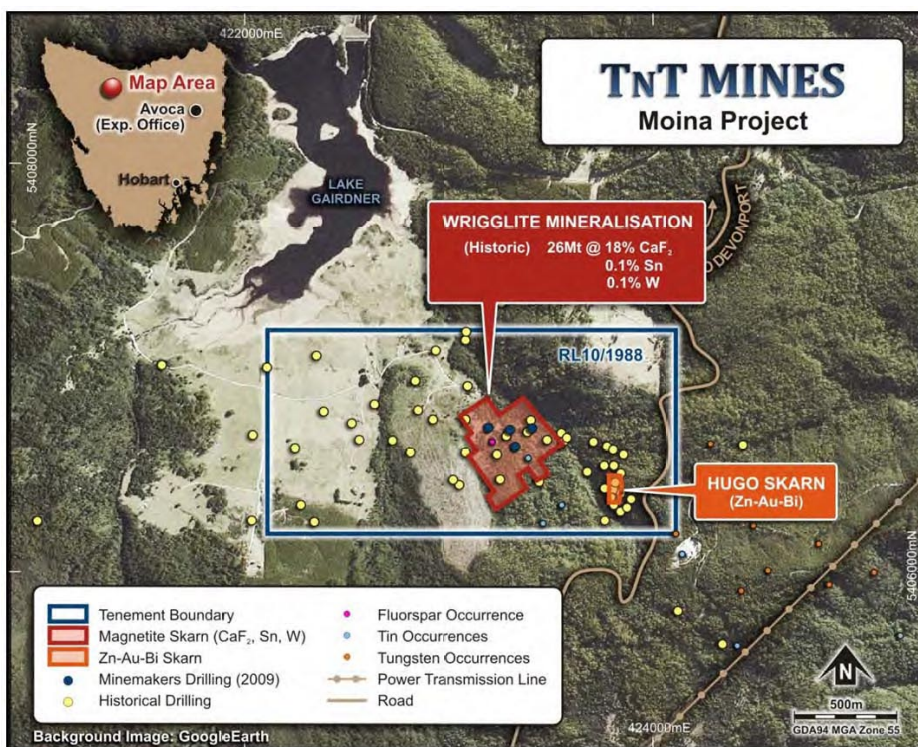 422000mE
TNT MINES
Moina Project
Map Area
Avoca
(Exp. Office)
Hobart
5408000mN
LAKE
GAIRDNER
DEVONPORT
WRIGGLITE MINERALISATION
(Historic) 26Mt @ 18% CaF₂
0.1% Sn
0.1% W
RL10/1988
HUGO SKARN
(Zn-Au-Bi)
5406000mN
Tenement Boundary
Magnetite Skarn (CaF₂, Sn, W)
Zn-Au-Bi Skarn
Minemakers Drilling (2009)
Historical Drilling
Fluorspar Occurrence
Tin Occurrences
Tungsten Occurrences
Power Transmission Line
Road
N
500m
GDA94 MGA Zone 55
424000mE
Background Image: GoogleEarth